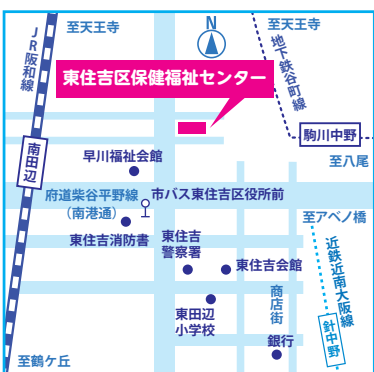 至天王寺
N
至天王寺
JR阪和線
地下鉄谷町線
東住吉区保健福祉センター
駒川中野
南田辺
早川福祉会館
至八尾
府道柴谷平野線
(南港通)
市バス東住吉区役所前
至アベノ橋
東住吉消防書
東住吉
警察署
東住吉会館
近鉄近南大阪線
商店街
東田辺
小学校
針中野
銀行
至鶴ケ丘